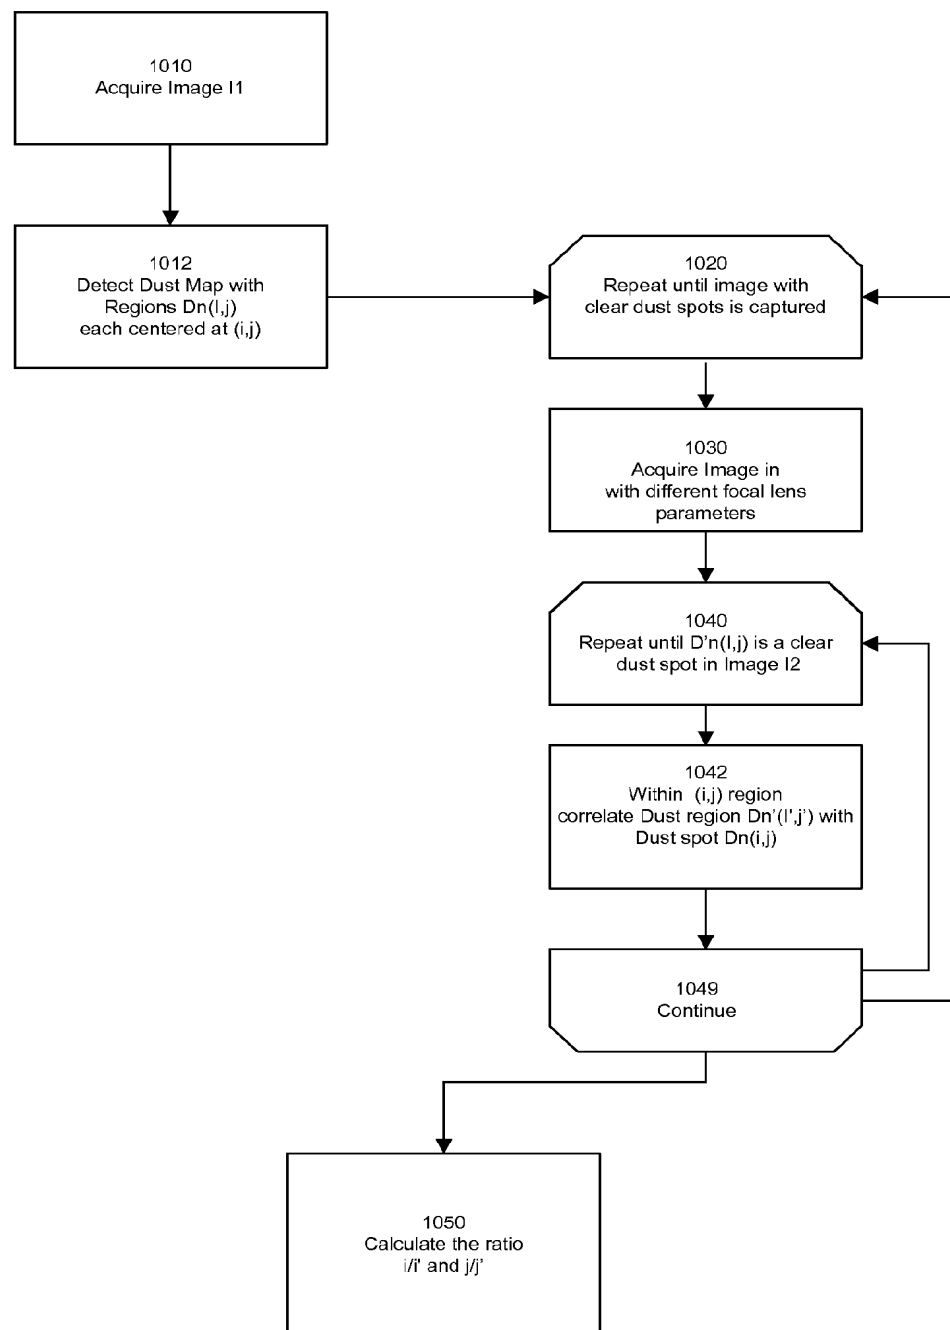 1010
Acquire Image I1
1012
Detect Dust Map with
Regions Dn(I,j)
each centered at (i,j)
1020
Repeat until image with
clear dust spots is captured
1030
Acquire Image in
with different focal lens
parameters
1040
Repeat until D'n(I,j) is a clear
dust spot in Image I2
1042
Within (i,j) region
correlate Dust region Dn'(I',j') with
Dust spot Dn(i,j)
1049
Continue
1050
Calculate the ratio
i/i' and j/j'